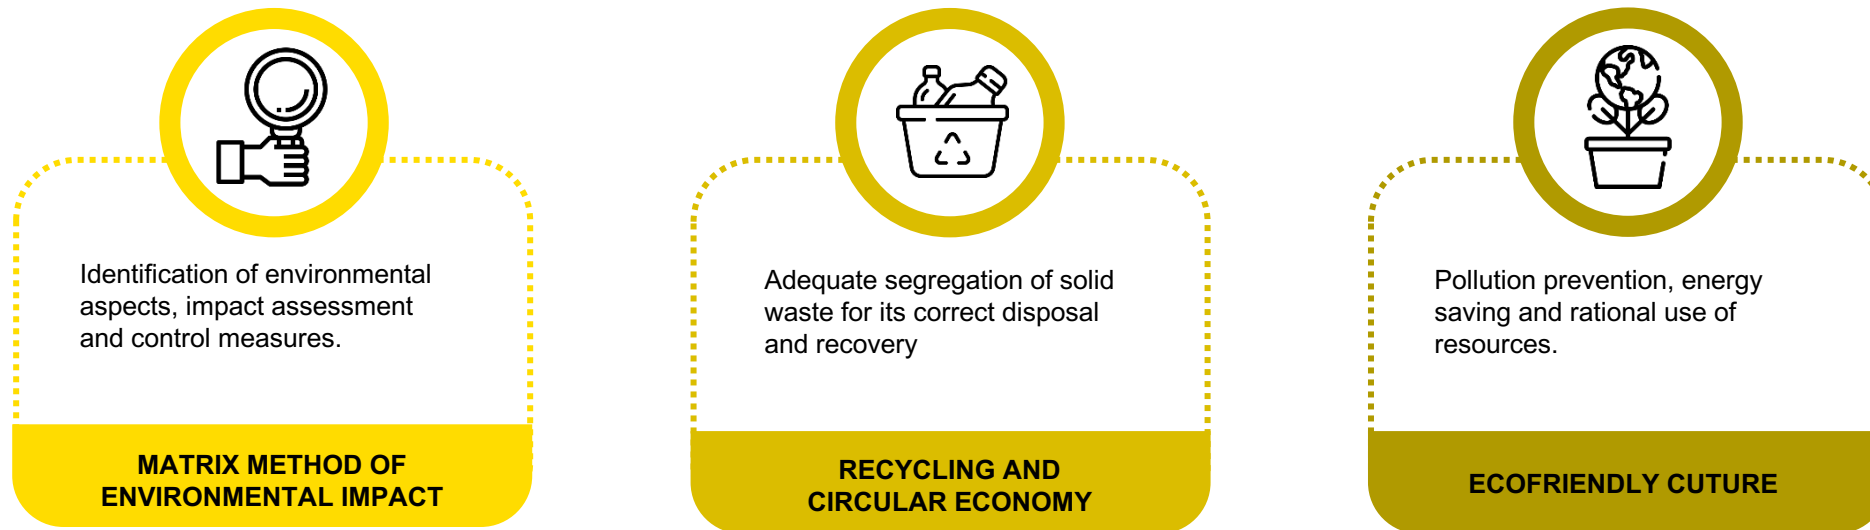 Identification of environmental
aspects, impact assessment
and control measures.
MATRIX METHOD OF
ENVIRONMENTAL IMPACT
Adequate segregation of solid
waste for its correct disposal
and recovery
RECYCLING AND
CIRCULAR ECONOMY
Pollution prevention, energy
saving and rational use of
resources.
ECOFRIENDLY CUTURE